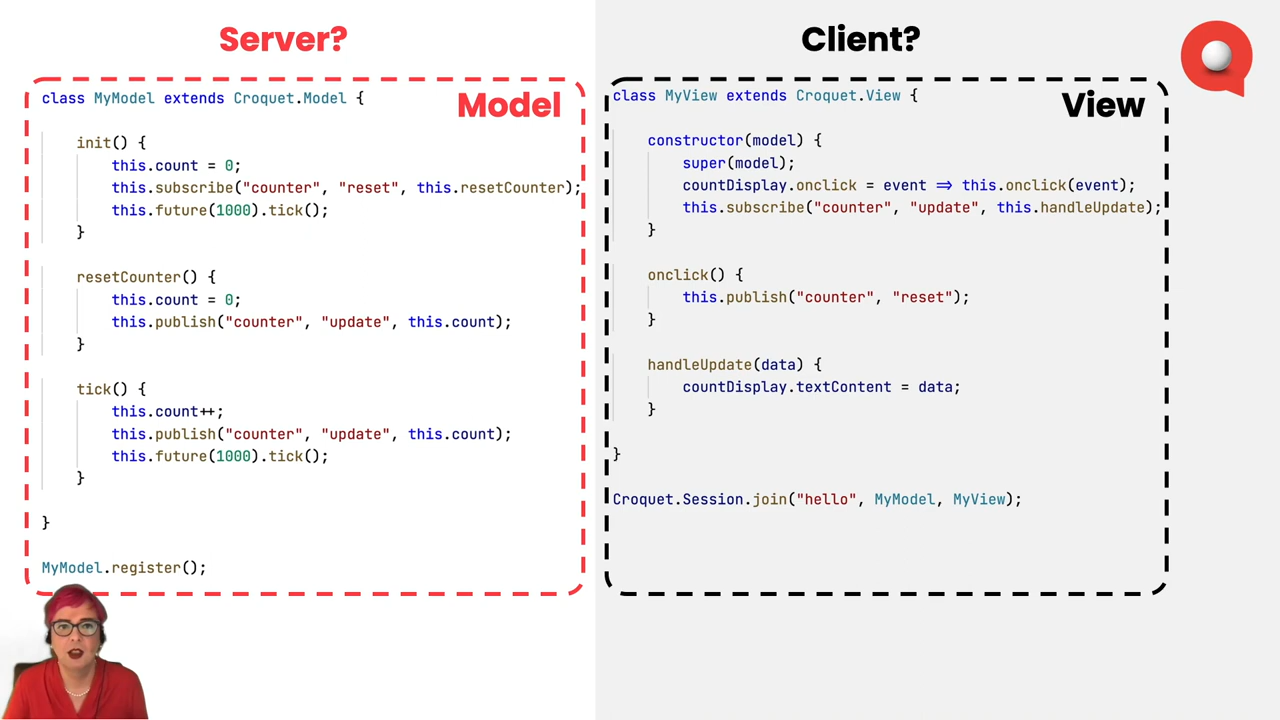 Server?
Model
class MyModel extends Croquet.Model {
init() {
this.count = 0;
this.subscribe("counter", "reset", this.resetCounter);
this.future(1000).tick();
}
resetCounter() {
this.count = 0;
this.publish("counter", "update", this.count);
}
tick() {
this.count++;
this.publish("counter", "update", this.count);
this.future(1000).tick();
}
}
MyModel.register();
Client?
View
class MyView extends Croquet.View {
constructor(model) {
super(model);
countDisplay.onclick = event => this.onclick(event);
this.subscribe("counter", "update", this.handleUpdate);
}
onclick() {
this.publish("counter", "reset");
}
handleUpdate(data) {
countDisplay.textContent = data;
}
}
Croquet.Session.join("hello", MyModel, MyView);